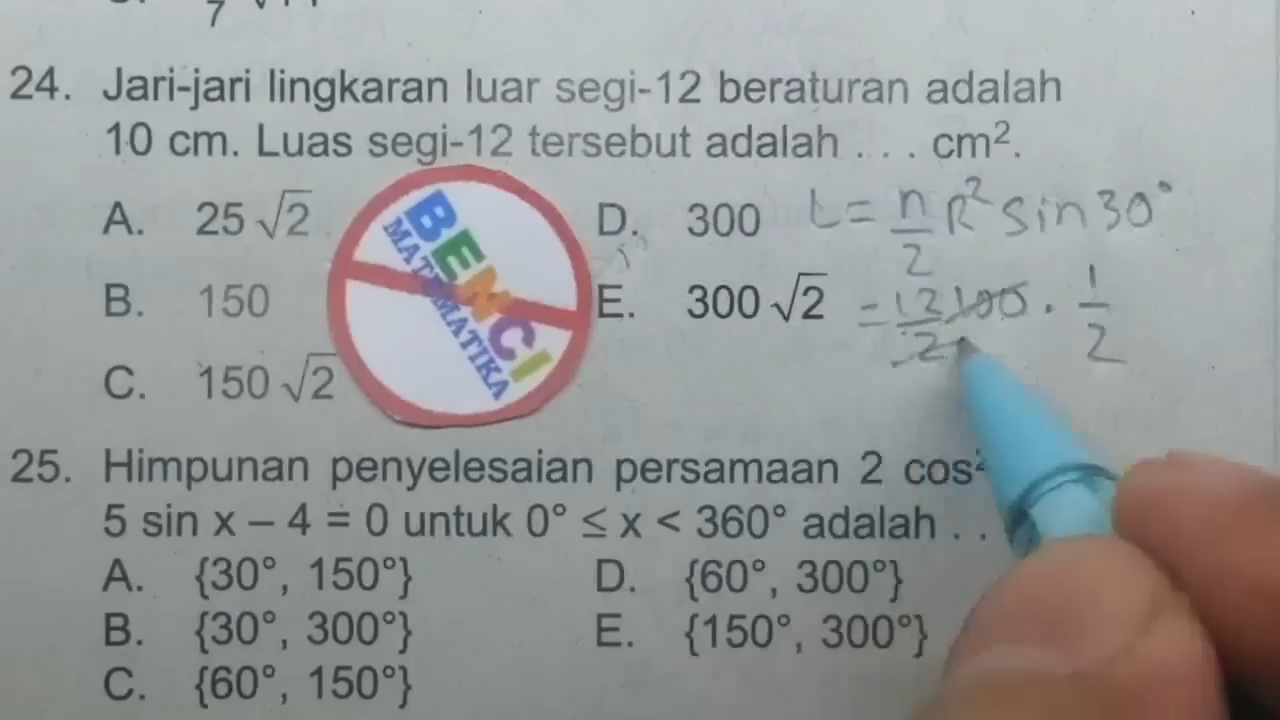 7
24. Jari-jari lingkaran luar segi-12 beraturan adalah
10 cm. Luas segi-12 tersebut adalah . . . cm².
A. 25 √2
D. 300
B. 150
E. 300 √2
C. 150 √2
BENCI
MATEMATIKA
L = n/2 R² sin 30°
= 12/2 100 . 1/2
25. Himpunan penyelesaian persamaan 2 cos²
5 sin x – 4 = 0 untuk 0° ≤ x < 360° adalah . .
A. {30°, 150°}
D. {60°, 300°}
B. {30°, 300°}
E. {150°, 300°}
C. {60°, 150°}